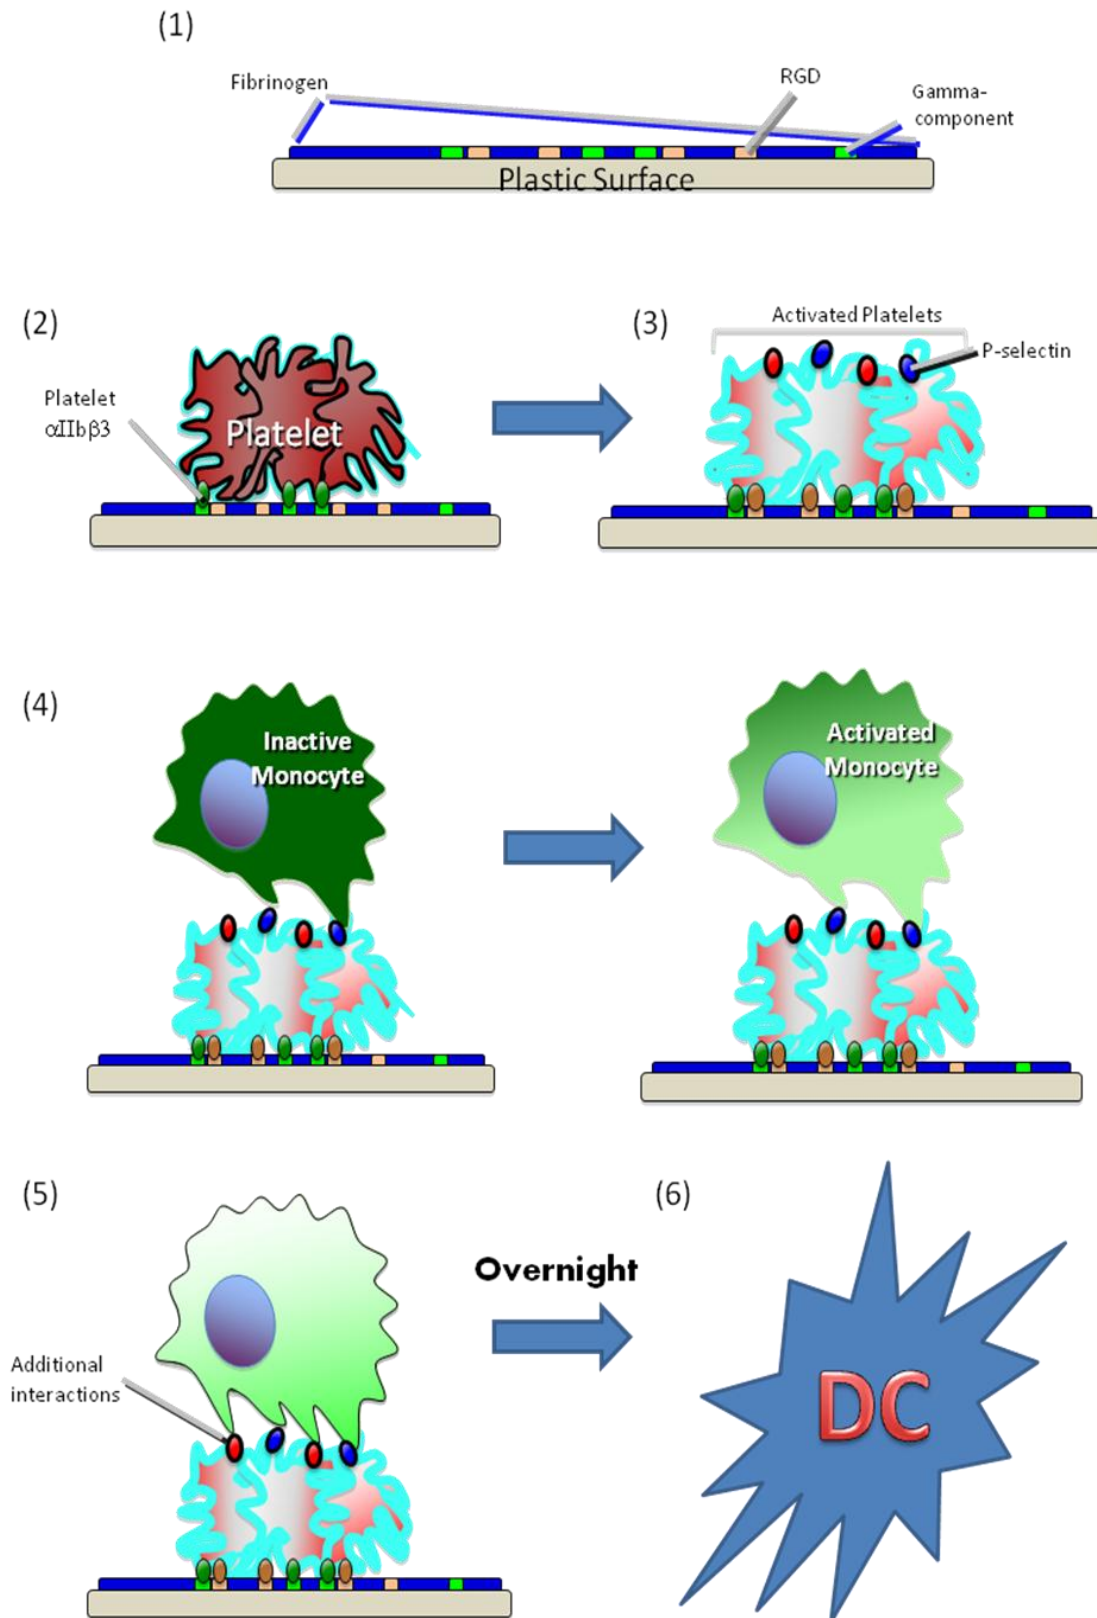 (1)
Fibrinogen
RGD
Gamma-
component
Plastic Surface
(2)
Platelet
αIIbβ3
Platelet
(3)
Activated Platelets
P-selectin
(4)
Inactive
Monocyte
Activated
Monocyte
(5)
Additional
interactions
Overnight
(6)
DC